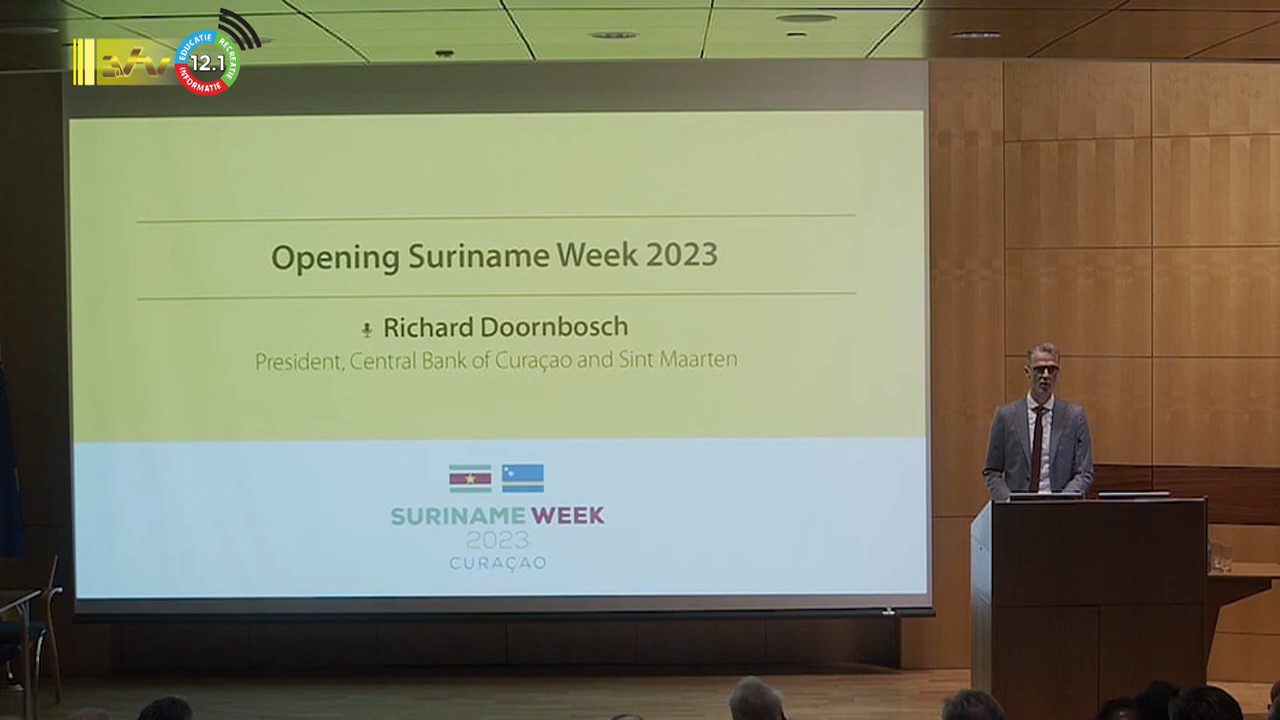 EDUCATIE
RECREATIE
INFORMATIE
12.1
Opening Suriname Week 2023
Richard Doornbosch
President, Central Bank of Curaçao and Sint Maarten
SURINAME WEEK
2023
CURAÇAO